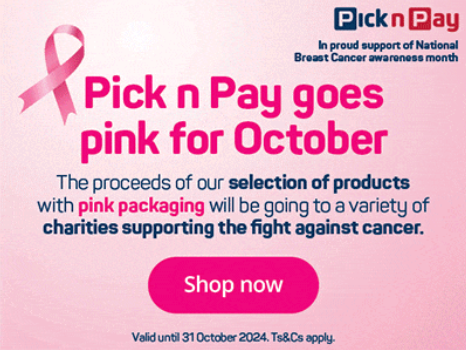 Pick n Pay
In proud support of National
Breast Cancer awareness month
Pick n Pay goes
pink for October
The proceeds of our selection of products
with pink packaging will be going to a variety of
charities supporting the fight against cancer.
Shop now
Valid until 31 October 2024. Ts&Cs apply.